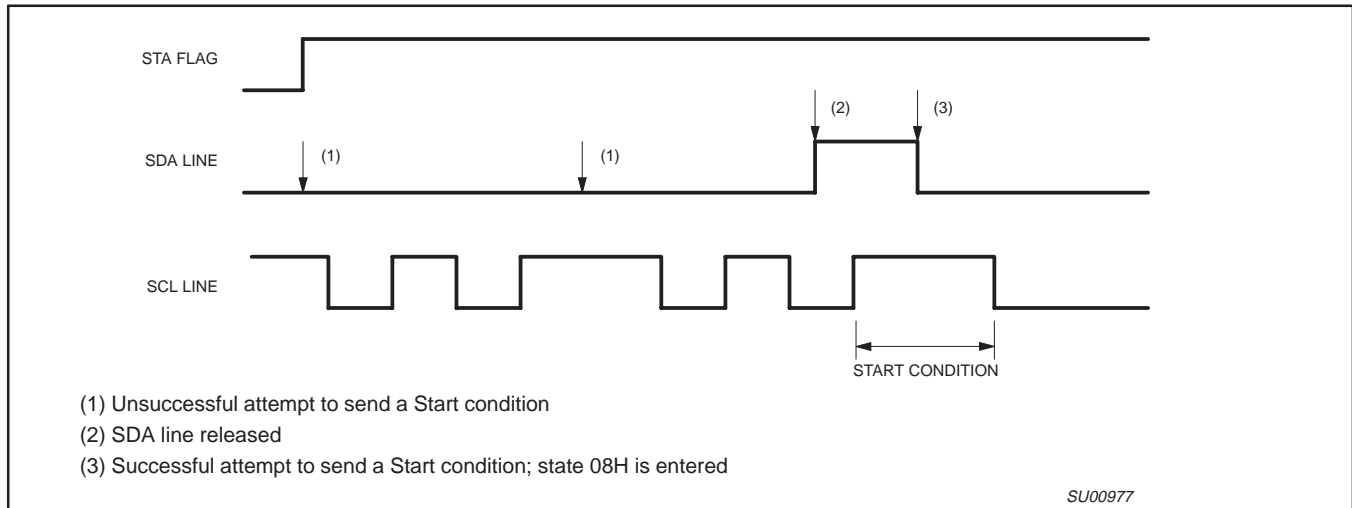 STA FLAG
(2)
(3)
SDA LINE
(1)
(1)
SCL LINE
START CONDITION
(1) Unsuccessful attempt to send a Start condition
(2) SDA line released
(3) Successful attempt to send a Start condition; state 08H is entered
SU00977